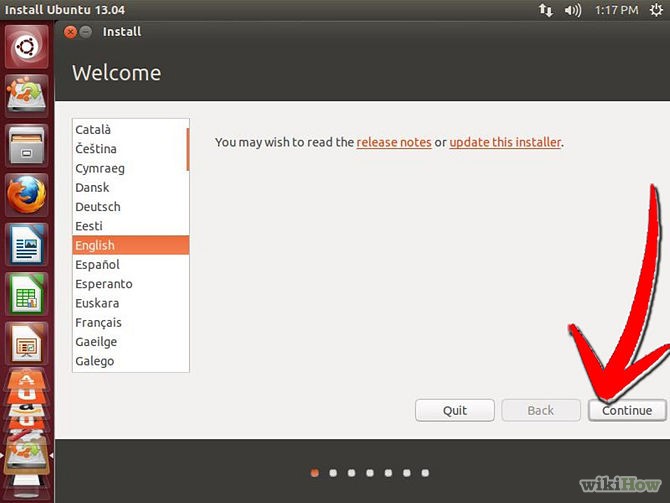 Install Ubuntu 13.04
1:17 PM
Install
Welcome
Català
Čeština
Cymraeg
Dansk
Deutsch
Eesti
English
Español
Esperanto
Euskara
Français
Gaeilge
Galego
You may wish to read the release notes or update this installer.
Quit
Back
Continue
wikiHow